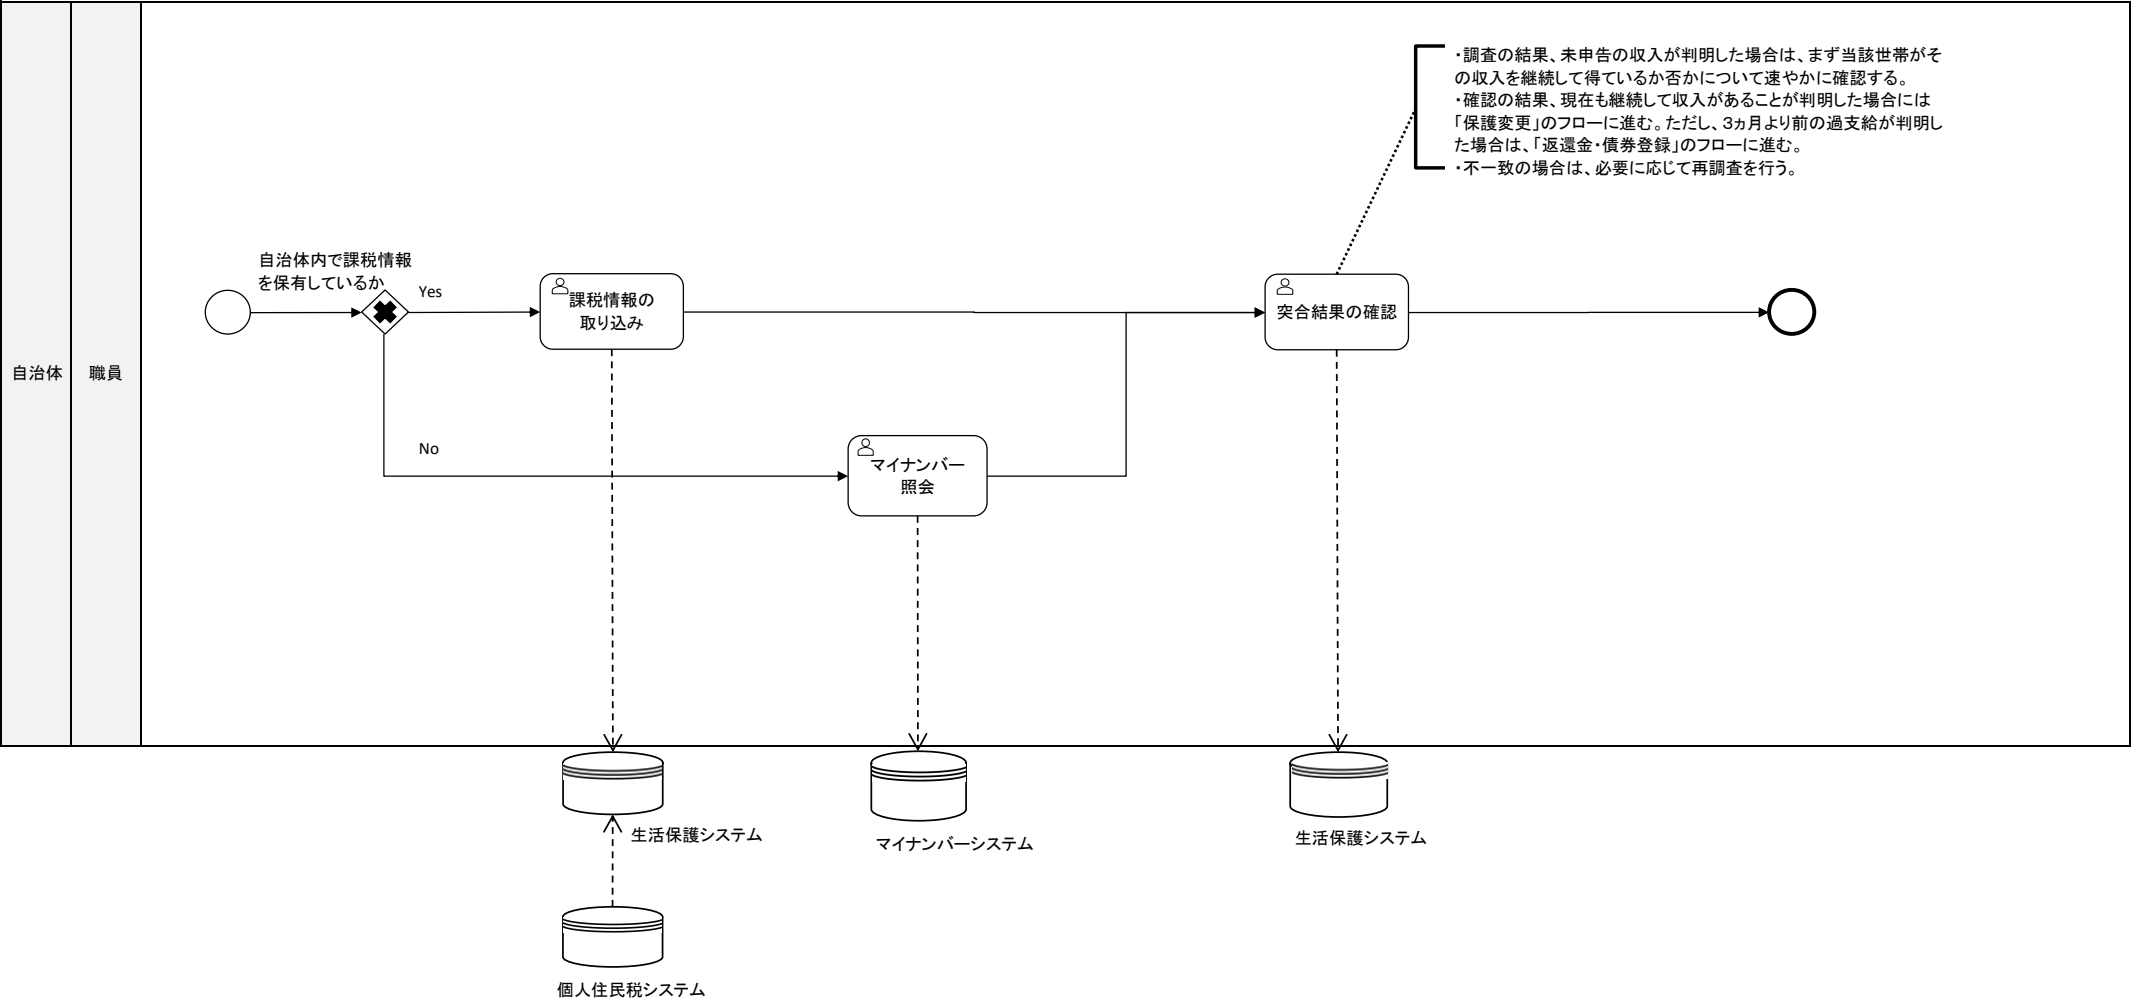 ・調査の結果、未申告の収入が判明した場合は、まず当該世帯がそ
の収入を継続して得ているか否かについて速やかに確認する。
・確認の結果、現在も継続して収入があることが判明した場合には
「保護変更」のフローに進む。ただし、3ヵ月より前の過支給が判明し
た場合は、「返還金・債券登録」のフローに進む。
・不一致の場合は、必要に応じて再調査を行う。
自治体内で課税情報
を保有しているか
Yes
課税情報の
取り込み
突合結果の確認
自治体
職員
No
マイナンバー
照会
生活保護システム
マイナンバーシステム
生活保護システム
個人住民税システム